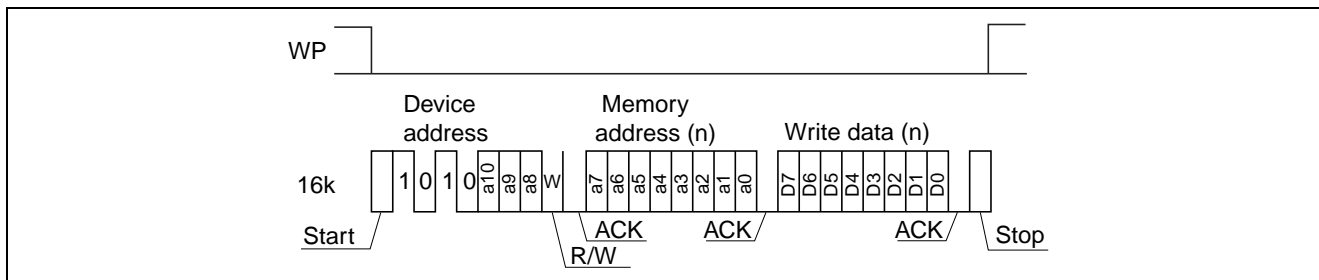 WP
Device
address
Memory
address (n)
Write data (n)
16k
1 0 1 0 a10 a9 a8 W a7 a6 a5 a4 a3 a2 a1 a0 D7 D6 D5 D4 D3 D2 D1 D0
Start
ACK
ACK
ACK
Stop
R/W